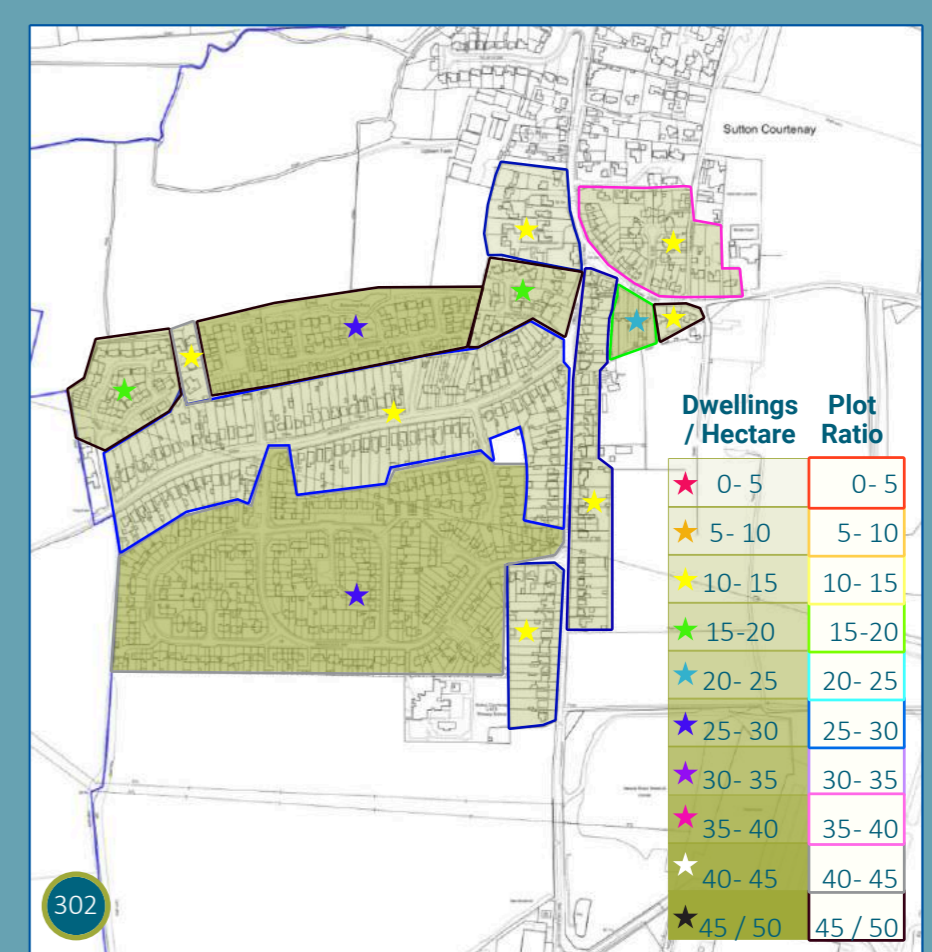 Sutton Courtenay
Dwellings / Hectare
Plot Ratio
0- 5 0- 5
5- 10 5- 10
10- 15 10- 15
15-20 15-20
20- 25 20- 25
25- 30 25- 30
30- 35 30- 35
35- 40 35- 40
40- 45 40- 45
45 / 50 45 / 50
302